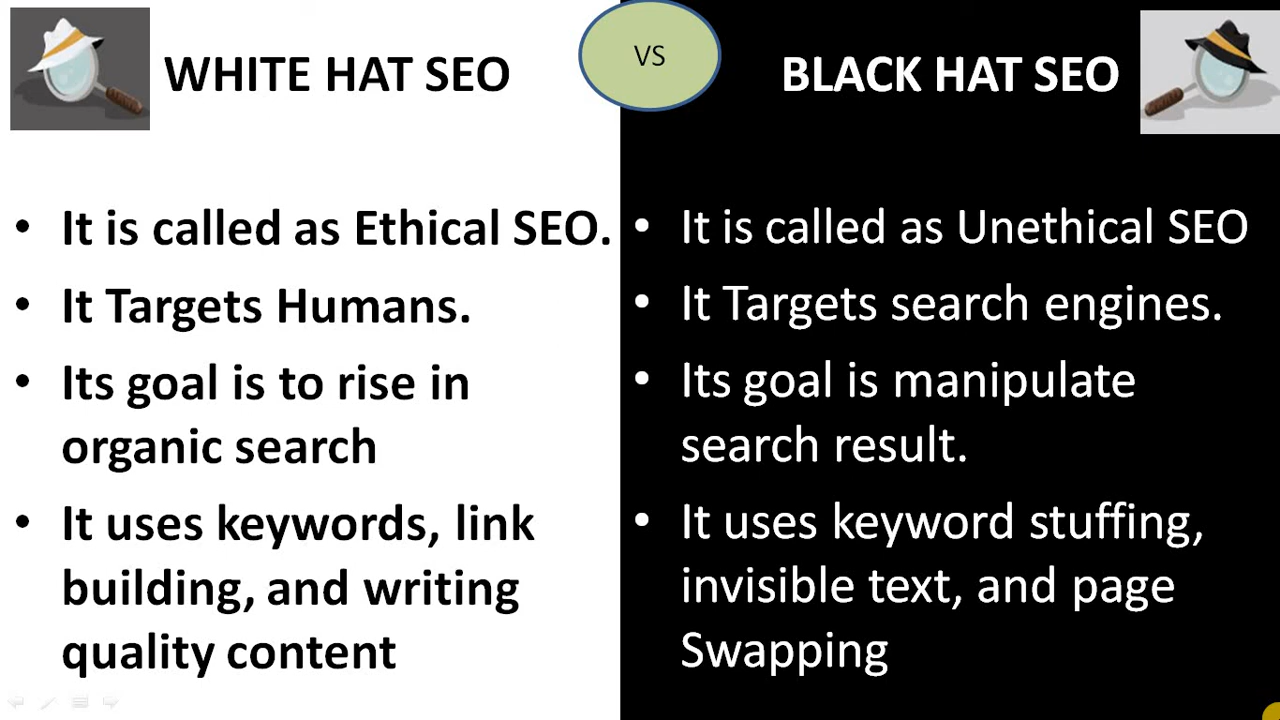 WHITE HAT SEO
VS
BLACK HAT SEO
• It is called as Ethical SEO.
• It Targets Humans.
• Its goal is to rise in
organic search
• It uses keywords, link
building, and writing
quality content
• It is called as Unethical SEO
• It Targets search engines.
• Its goal is manipulate
search result.
• It uses keyword stuffing,
invisible text, and page
Swapping